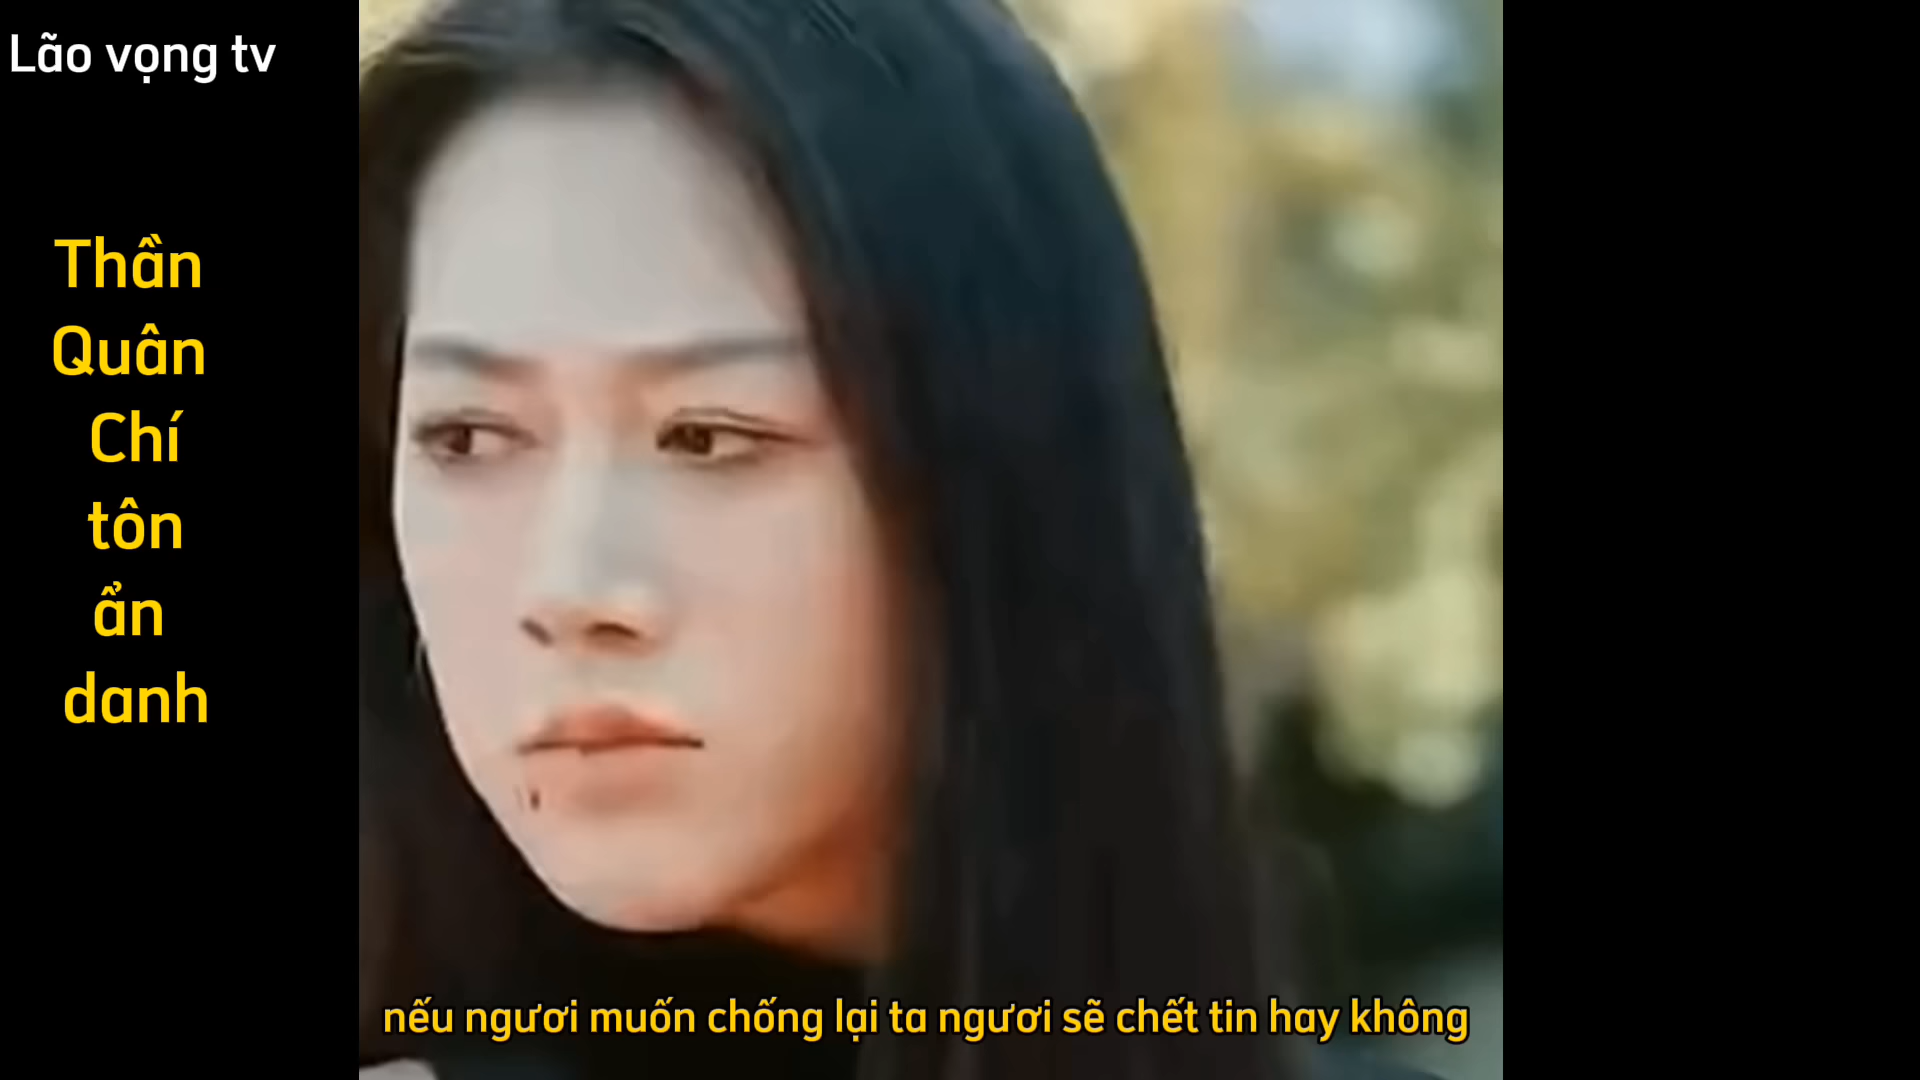 Lão vọng tv
Thần
Quân
Chí
tôn
ẩn
danh
nếu ngươi muốn chống lại ta ngươi sẽ chết tin hay không